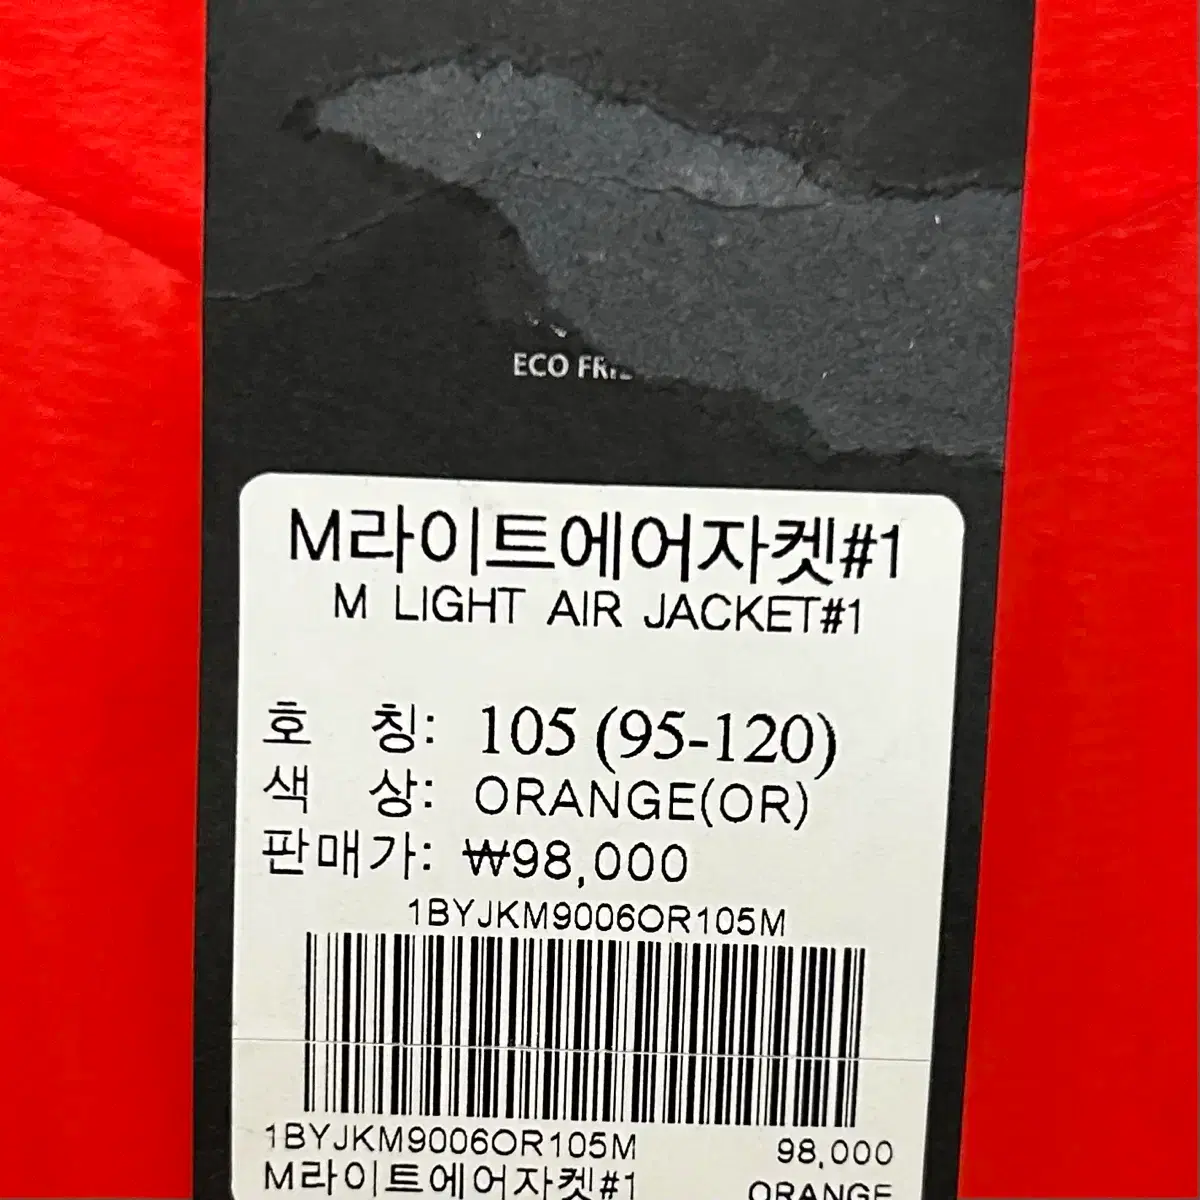 ECO
M라이트에어자켓#1
M LIGHT AIR JACKET#1
호 칭: 105 (95-120)
색 상: ORANGE(OR)
판매가: ₩98,000
1BYJKM9006OR105M
1BYJKM9006OR105M 98,000
M라이트에어자켓#1 ORANGE